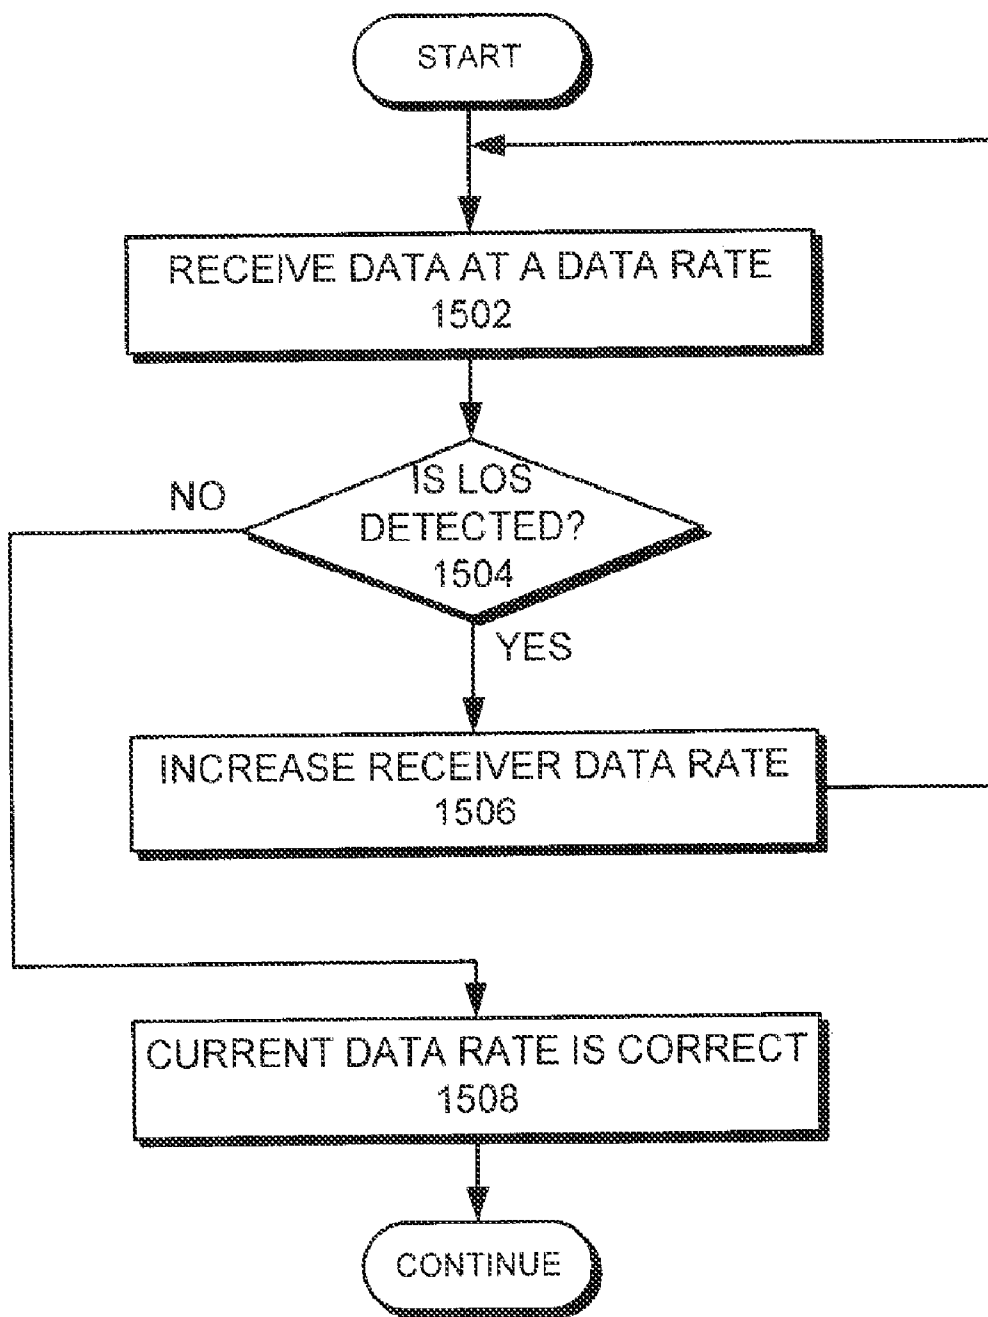 START
RECEIVE DATA AT A DATA RATE
1502
IS LOS
DETECTED?
1504
NO
YES
INCREASE RECEIVER DATA RATE
1506
CURRENT DATA RATE IS CORRECT
1508
CONTINUE